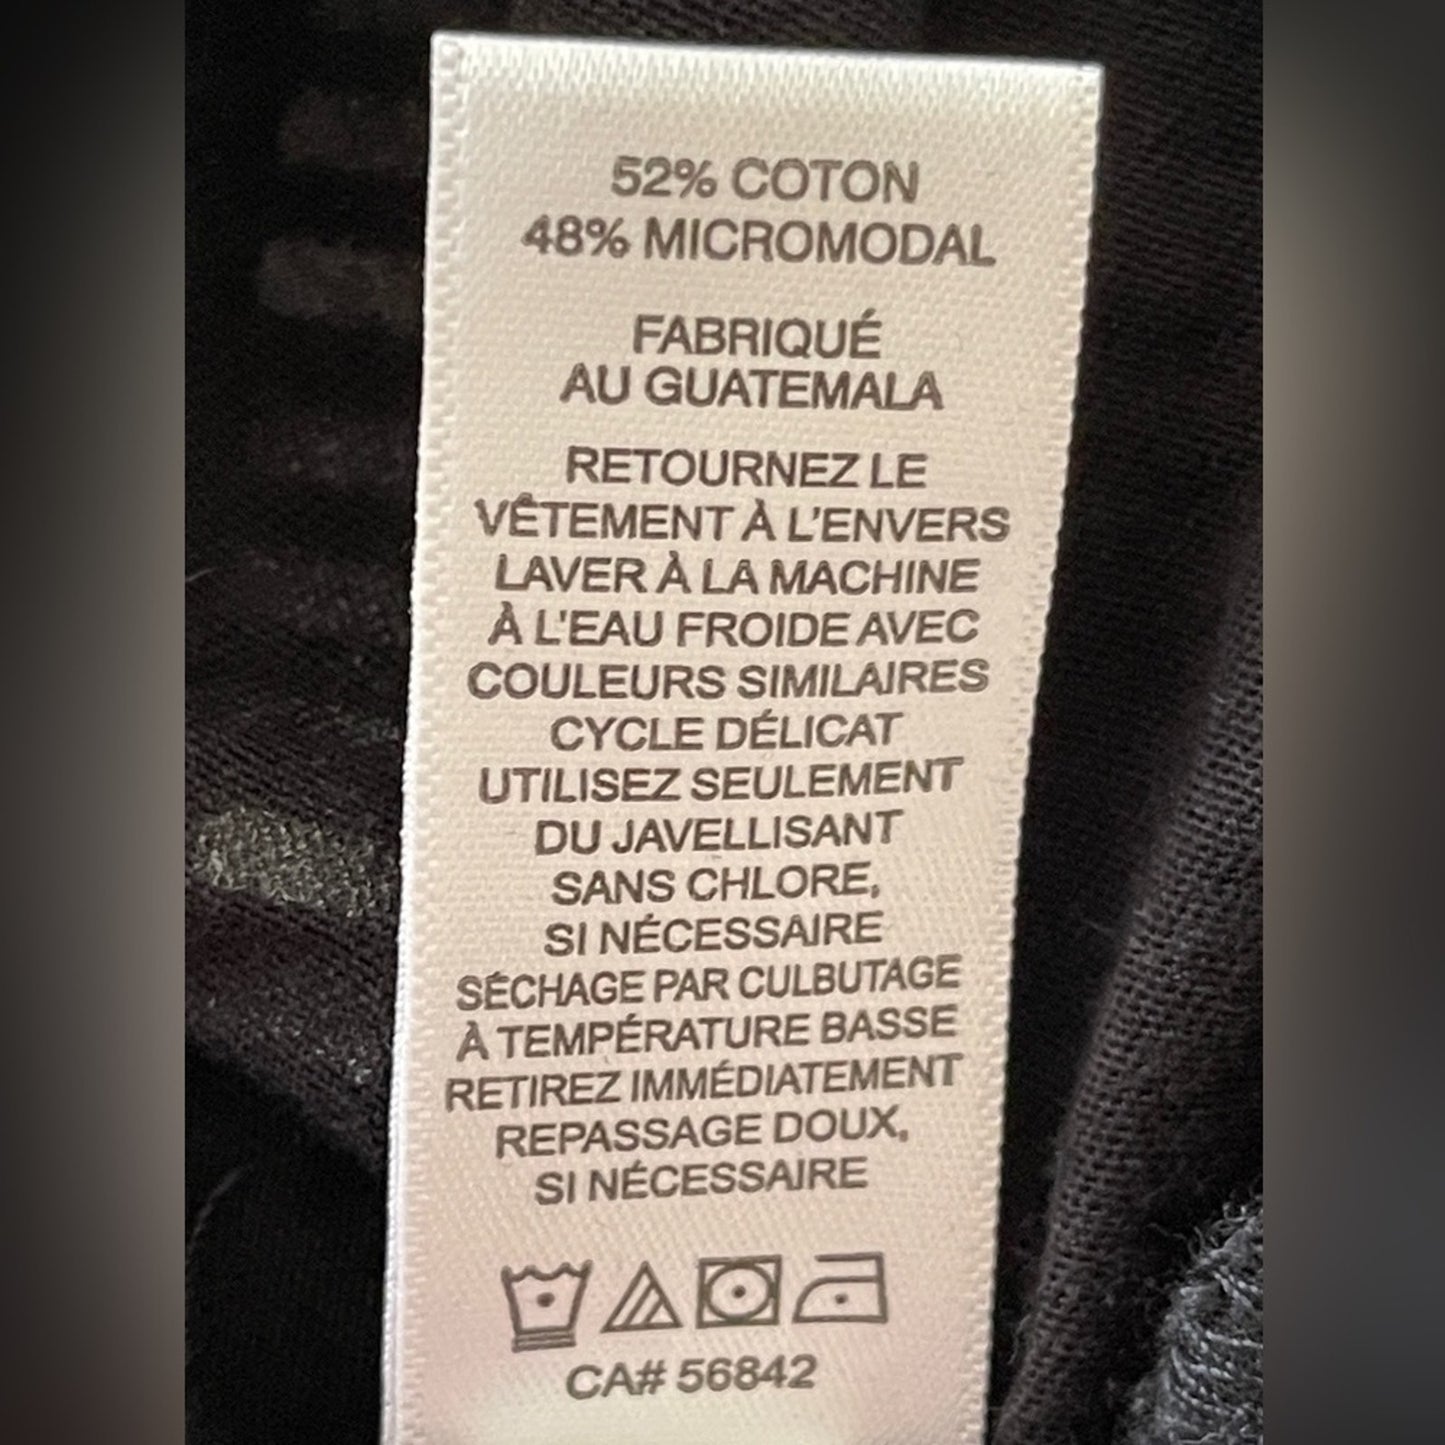 52% COTON
48% MICROMODAL
FABRIQUÉ
AU GUATEMALA
RETOURNEZ LE
VÊTEMENT À L'ENVERS
LAVER À LA MACHINE
À L'EAU FROIDE AVEC
COULEURS SIMILAIRES
CYCLE DÉLICAT
UTILISEZ SEULEMENT
DU JAVELLISANT
SANS CHLORE,
SI NÉCESSAIRE
SÉCHAGE PAR CULBUTAGE
À TEMPÉRATURE BASSE
RETIREZ IMMÉDIATEMENT
REPASSAGE DOUX,
SI NÉCESSAIRE
CA# 56842